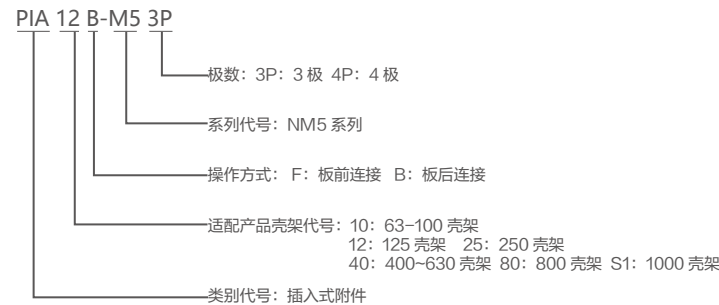 PIA 12 B-M5 3P
极数：3P：3 极 4P：4 极
系列代号：NM5 系列
操作方式： F：板前连接 B：板后连接
适配产品壳架代号：10：63-100 壳架
12：125 壳架 25：250 壳架
40：400~630 壳架 80：800 壳架 S1：1000 壳架
类别代号：插入式附件